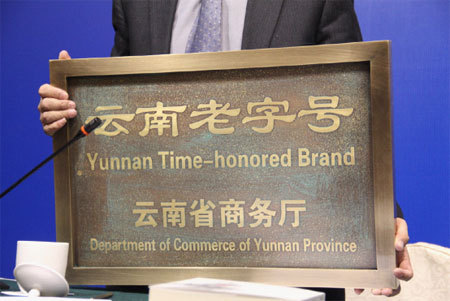 云南老字号
Yunnan Time-honored Brand
云南省商务厅
Department of Commerce of Yunnan Province